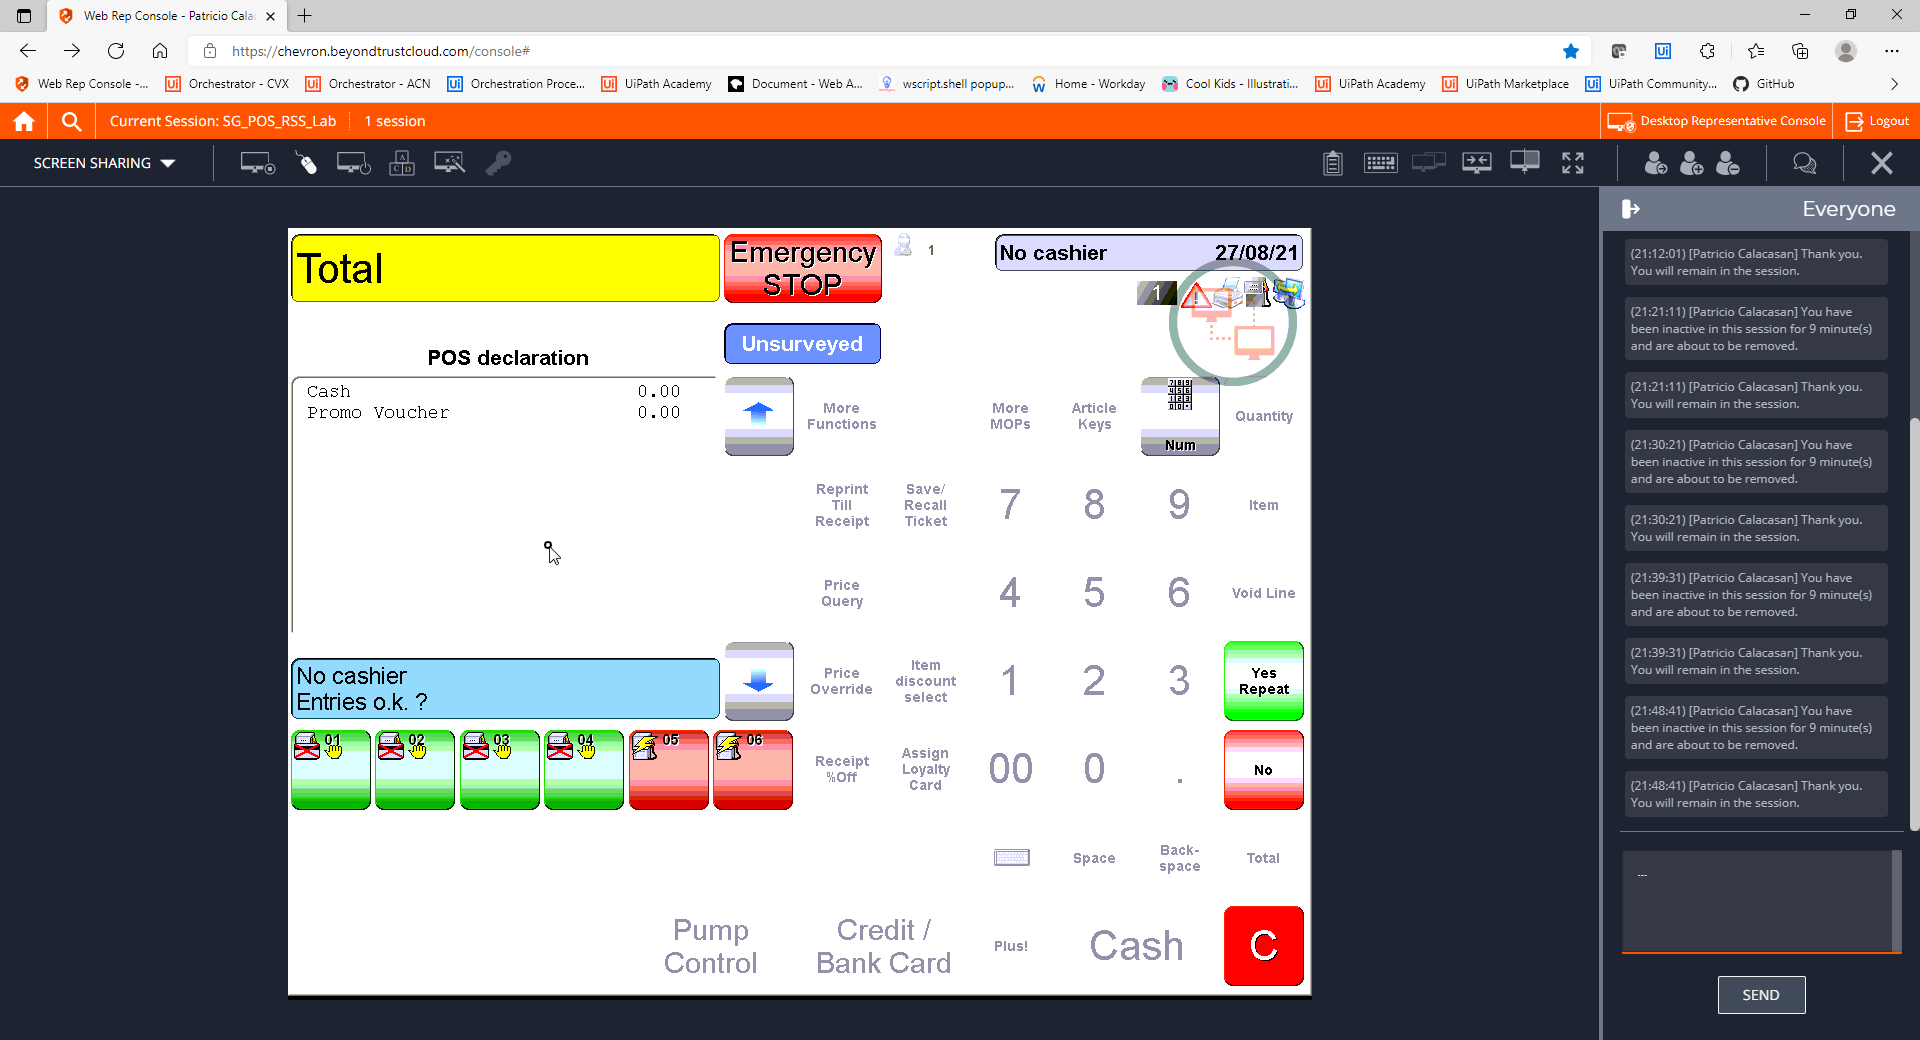 Web Rep Console - Patricio Cala
https://chevron.beyondtrustcloud.com/console#
Web Rep Console -...
Orchestrator - CVX
Orchestrator - ACN
Orchestration Proce...
UiPath Academy
Document - Web A...
wscript.shell popup...
Home - Workday
Cool Kids - Illustrati...
UiPath Academy
UiPath Marketplace
UiPath Community...
GitHub
Current Session: SG_POS_RSS_Lab
1 session
Desktop Representative Console
Logout
SCREEN SHARING
Everyone
Total
Emergency
STOP
1
No cashier 27/08/21
1
Unsurveyed
POS declaration
Cash 0.00
Promo Voucher 0.00
More
Functions
More
MOPs
Article
Keys
Num
Quantity
Reprint
Till
Receipt
Save/
Recall
Ticket
7
8
9
Item
Price
Query
4
5
6
Void Line
No cashier
Entries o.k. ?
Price
Override
Item
discount
select
1
2
3
Yes
Repeat
01
02
03
04
05
06
Receipt
%Off
Assign
Loyalty
Card
00
0
.
No
Space
Back-
space
Total
Pump
Control
Credit /
Bank Card
Plus!
Cash
C
(21:12:01) [Patricio Calacasan] Thank you.
You will remain in the session.
(21:21:11) [Patricio Calacasan] You have
been inactive in this session for 9 minute(s)
and are about to be removed.
(21:21:11) [Patricio Calacasan] Thank you.
You will remain in the session.
(21:30:21) [Patricio Calacasan] You have
been inactive in this session for 9 minute(s)
and are about to be removed.
(21:30:21) [Patricio Calacasan] Thank you.
You will remain in the session.
(21:39:31) [Patricio Calacasan] You have
been inactive in this session for 9 minute(s)
and are about to be removed.
(21:39:31) [Patricio Calacasan] Thank you.
You will remain in the session.
(21:48:41) [Patricio Calacasan] You have
been inactive in this session for 9 minute(s)
and are about to be removed.
(21:48:41) [Patricio Calacasan] Thank you.
You will remain in the session.
...
SEND